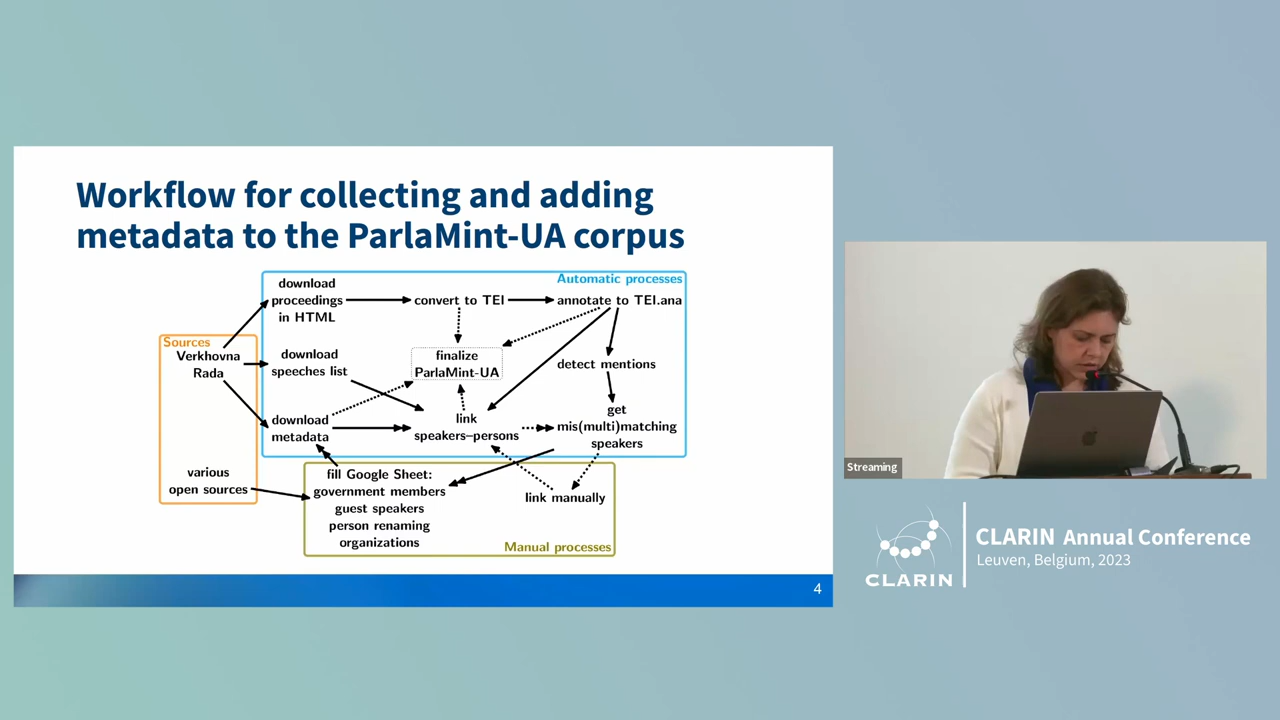 Workflow for collecting and adding
metadata to the ParlaMint-UA corpus
Automatic processes
download
proceedings
in HTML
convert to TEI
annotate to TEI.ana
Sources
Verkhovna
Rada
download
speeches list
finalize
ParlaMint-UA
detect mentions
download
metadata
link
speakers–persons
get
mis(multi)matching
speakers
various
open sources
fill Google Sheet:
government members
guest speakers
person renaming
organizations
link manually
Manual processes
4
Streaming
CLARIN
CLARIN Annual Conference
Leuven, Belgium, 2023